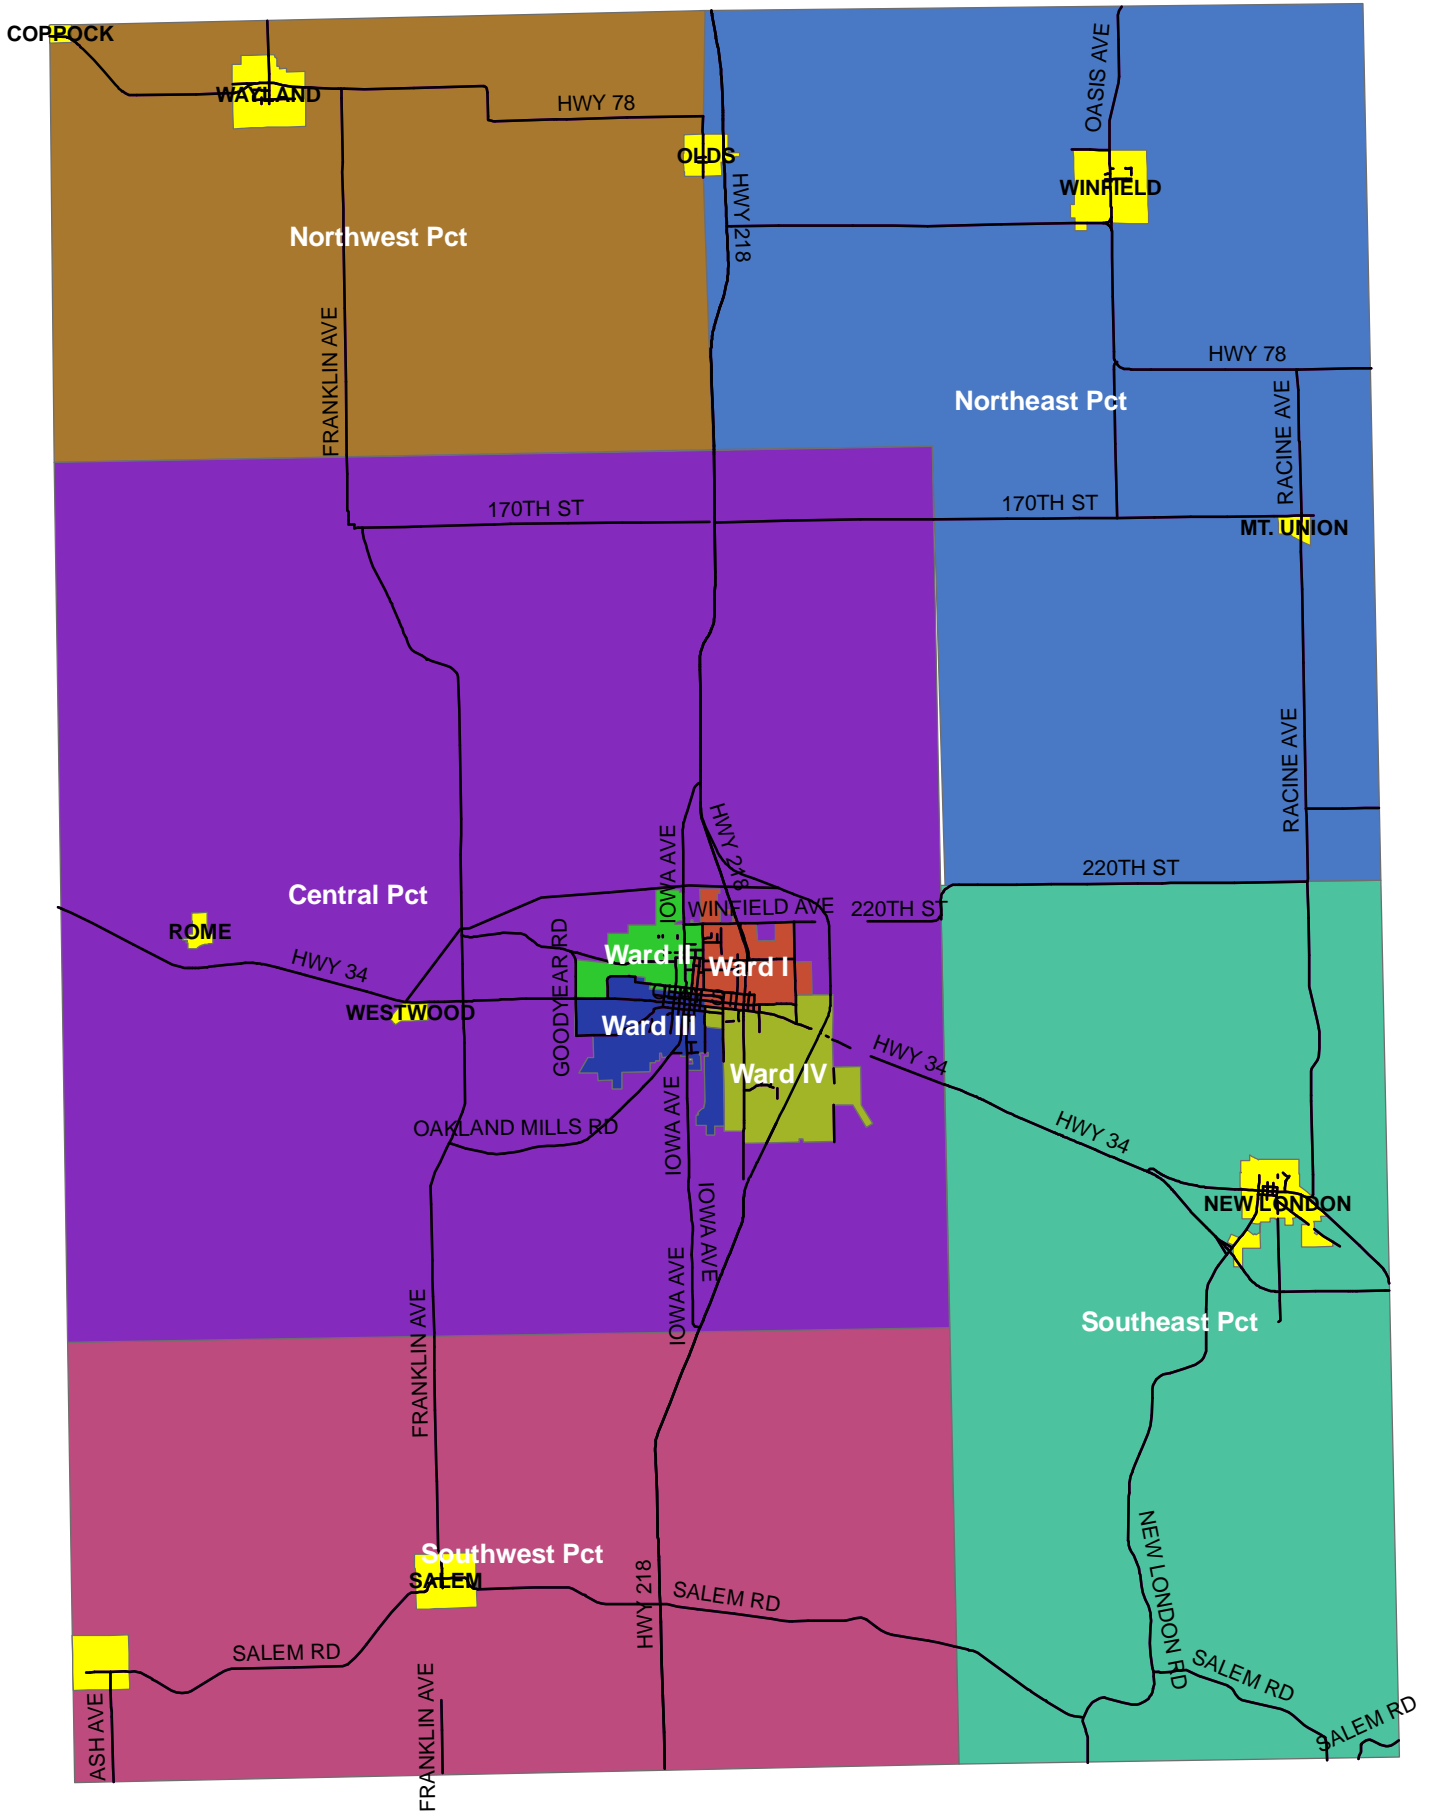 COPPOCK
WAYLAND
HWY 78
OASIS AVE
OLDS
WINFIELD
HWY 218
Northwest Pct
FRANKLIN AVE
HWY 78
Northeast Pct
RACINE AVE
170TH ST
170TH ST
MT. UNION
RACINE AVE
HWY 218
IOWA AVE
220TH ST
Central Pct
WINFIELD AVE
220TH ST
ROME
GOODYEAR RD
Ward II
Ward I
HWY 34
WESTWOOD
Ward III
HWY 34
Ward IV
OAKLAND MILLS RD
IOWA AVE
HWY 34
IOWA AVE
NEW LONDON
IOWA AVE
FRANKLIN AVE
Southeast Pct
Southwest Pct
SALEM
HWY 218
SALEM RD
NEW LONDON RD
SALEM RD
SALEM RD
ASH AVE
FRANKLIN AVE
SALEM RD